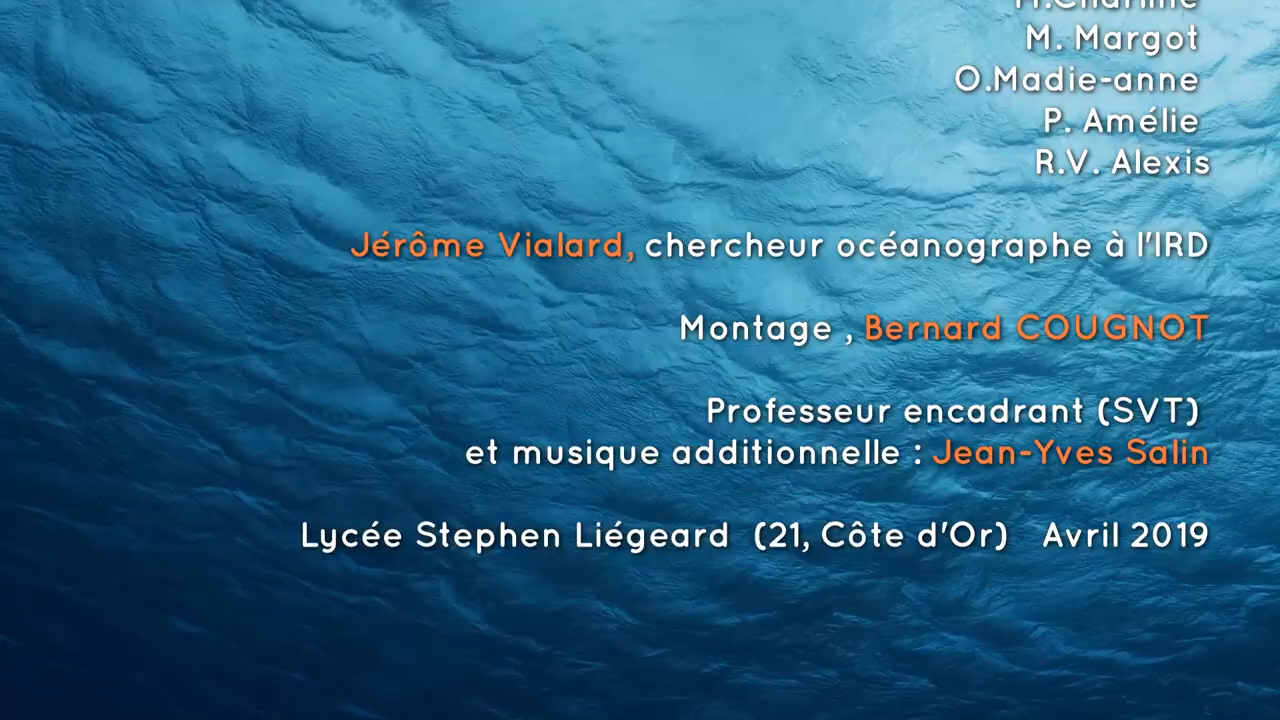 M. Margot
O.Madie-anne
P. Amélie
R.V. Alexis
Jérôme Vialard, chercheur océanographe à l'IRD
Montage , Bernard COUGNOT
Professeur encadrant (SVT)
et musique additionnelle : Jean-Yves Salin
Lycée Stephen Liégeard (21, Côte d'Or) Avril 2019